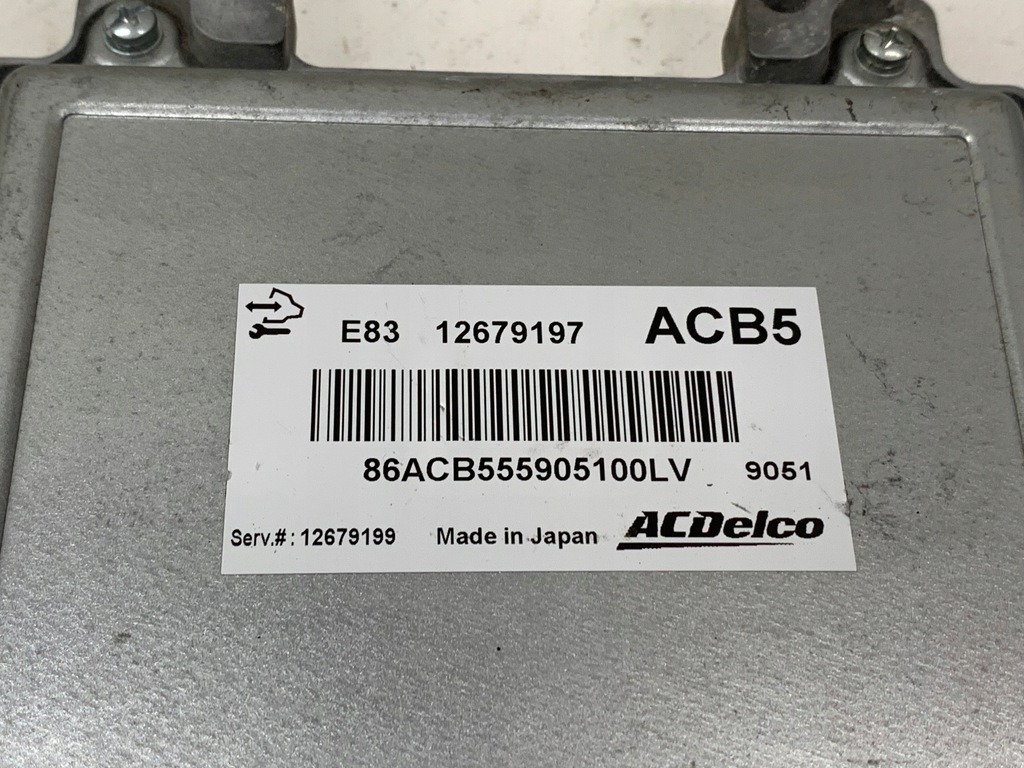 E83 12679197 ACB5
86ACB555905100LV 9051
Serv.#: 12679199 Made in Japan ACDelco